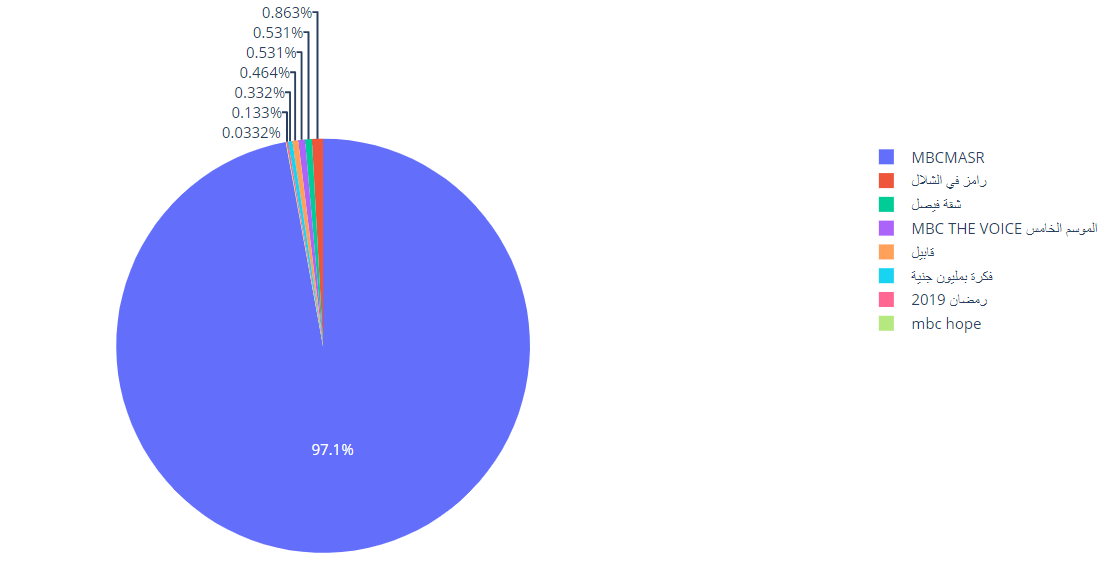 0.863%
0.531%
0.531%
0.464%
0.332%
0.133%
0.0332%
97.1%
MBCMASR
رامز في الشلال
شقة فيصل
MBC THE VOICE الموسم الخامس
قابيل
فكرة بمليون جنية
رمضان 2019
mbc hope